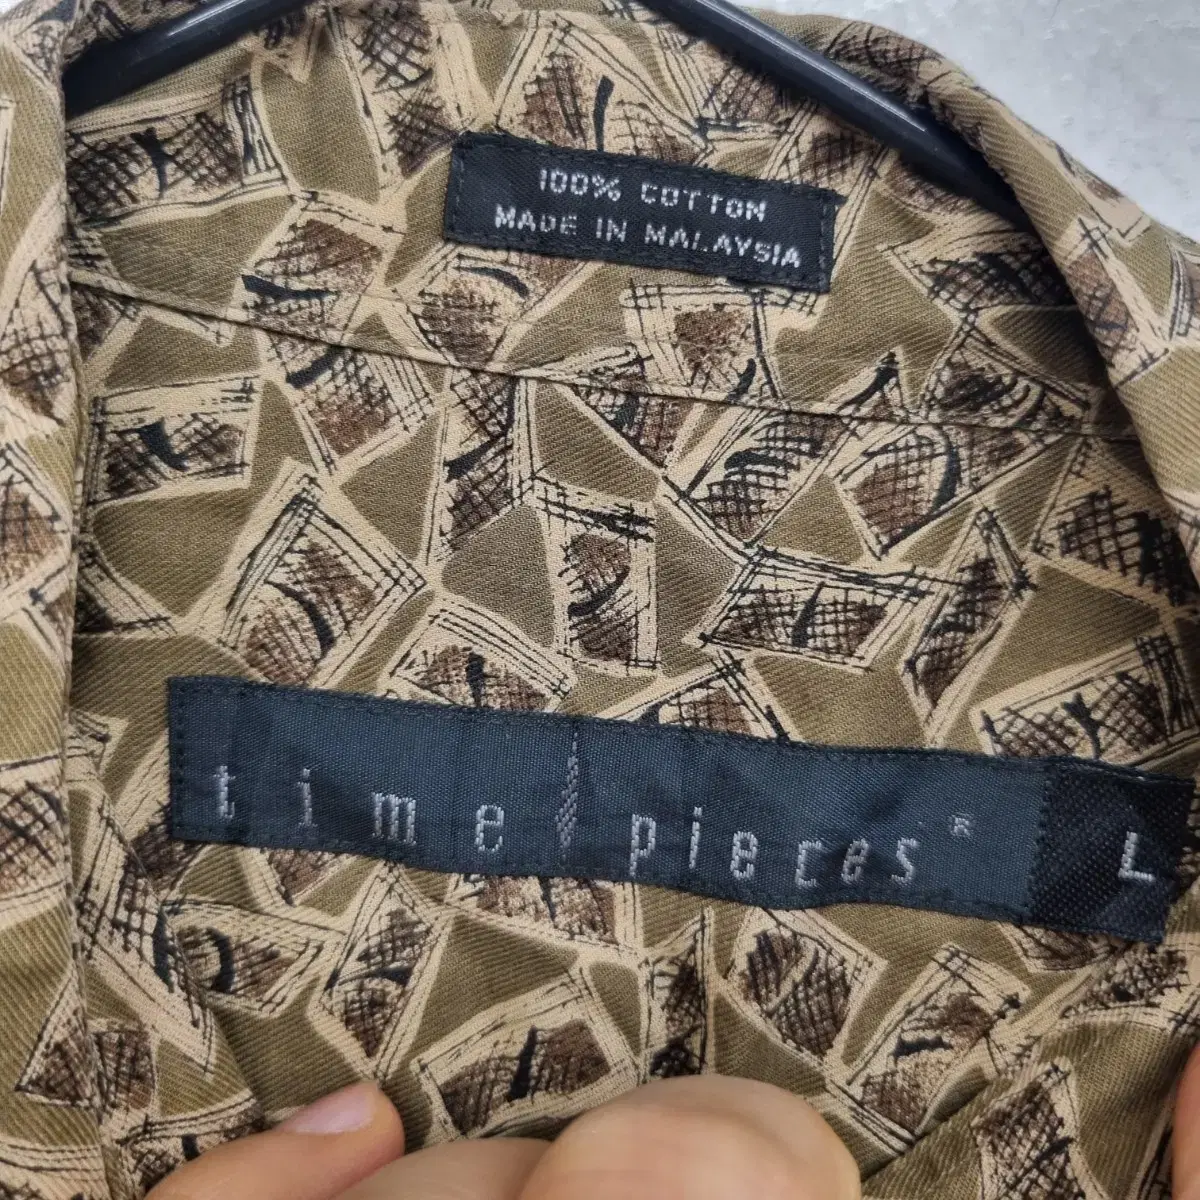 100% COTTON
MADE IN MALAYSIA
time pieces®
L